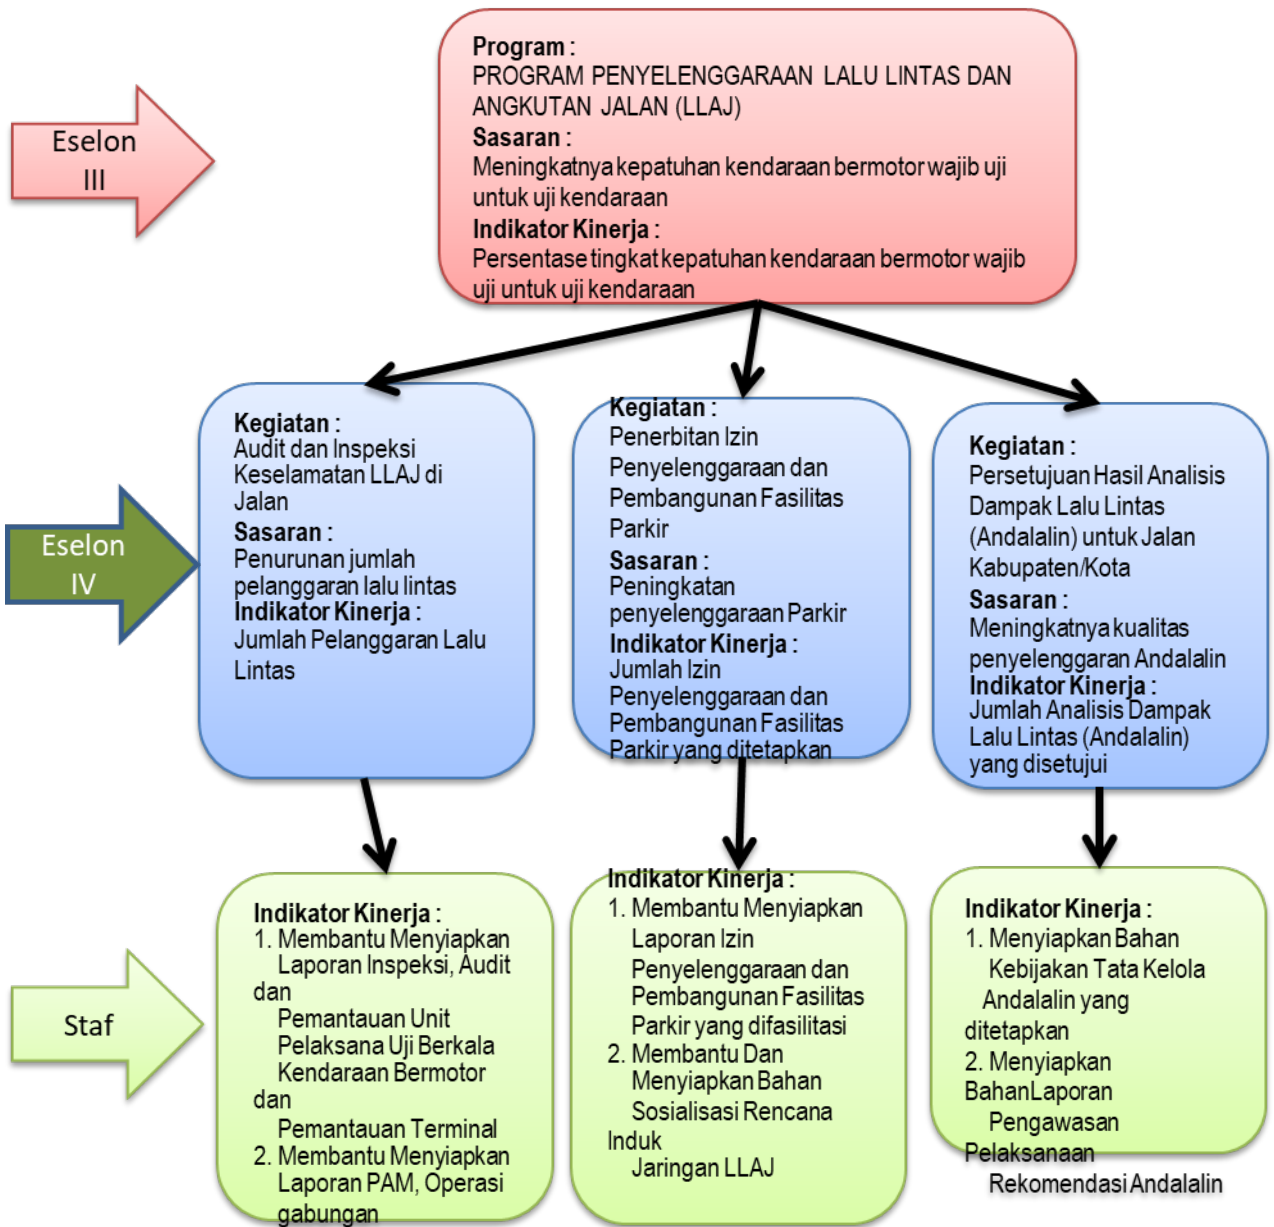 Eselon
III
Program :
PROGRAM PENYELENGGARAAN LALU LINTAS DAN
ANGKUTAN JALAN (LLAJ)
Sasaran :
Meningkatnya kepatuhan kendaraan bermotor wajib uji
untuk uji kendaraan
Indikator Kinerja :
Persentase tingkat kepatuhan kendaraan bermotor wajib
uji untuk uji kendaraan
Eselon
IV
Kegiatan :
Audit dan Inspeksi
Keselamatan LLAJ di
Jalan
Sasaran :
Penurunan jumlah
pelanggaran lalu lintas
Indikator Kinerja :
Jumlah Pelanggaran Lalu
Lintas
Kegiatan :
Penerbitan Izin
Penyelenggaraan dan
Pembangunan Fasilitas
Parkir
Sasaran :
Peningkatan
penyelenggaraan Parkir
Indikator Kinerja :
Jumlah Izin
Penyelenggaraan dan
Pembangunan Fasilitas
Parkir yang ditetapkan
Kegiatan :
Persetujuan Hasil Analisis
Dampak Lalu Lintas
(Andalalin) untuk Jalan
Kabupaten/Kota
Sasaran :
Meningkatnya kualitas
penyelenggaran Andalalin
Indikator Kinerja :
Jumlah Analisis Dampak
Lalu Lintas (Andalalin)
yang disetujui
Staf
Indikator Kinerja :
1. Membantu Menyiapkan
Laporan Inspeksi, Audit
dan
Pemantauan Unit
Pelaksana Uji Berkala
Kendaraan Bermotor
dan
Pemantauan Terminal
2. Membantu Menyiapkan
Laporan PAM, Operasi
gabungan
Indikator Kinerja :
1. Membantu Menyiapkan
Laporan Izin
Penyelenggaraan dan
Pembangunan Fasilitas
Parkir yang difasilitasi
2. Membantu Dan
Menyiapkan Bahan
Sosialisasi Rencana
Induk
Jaringan LLAJ
Indikator Kinerja :
1. Menyiapkan Bahan
Kebijakan Tata Kelola
Andalalin yang
ditetapkan
2. Menyiapkan
BahanLaporan
Pengawasan
Pelaksanaan
Rekomendasi Andalalin